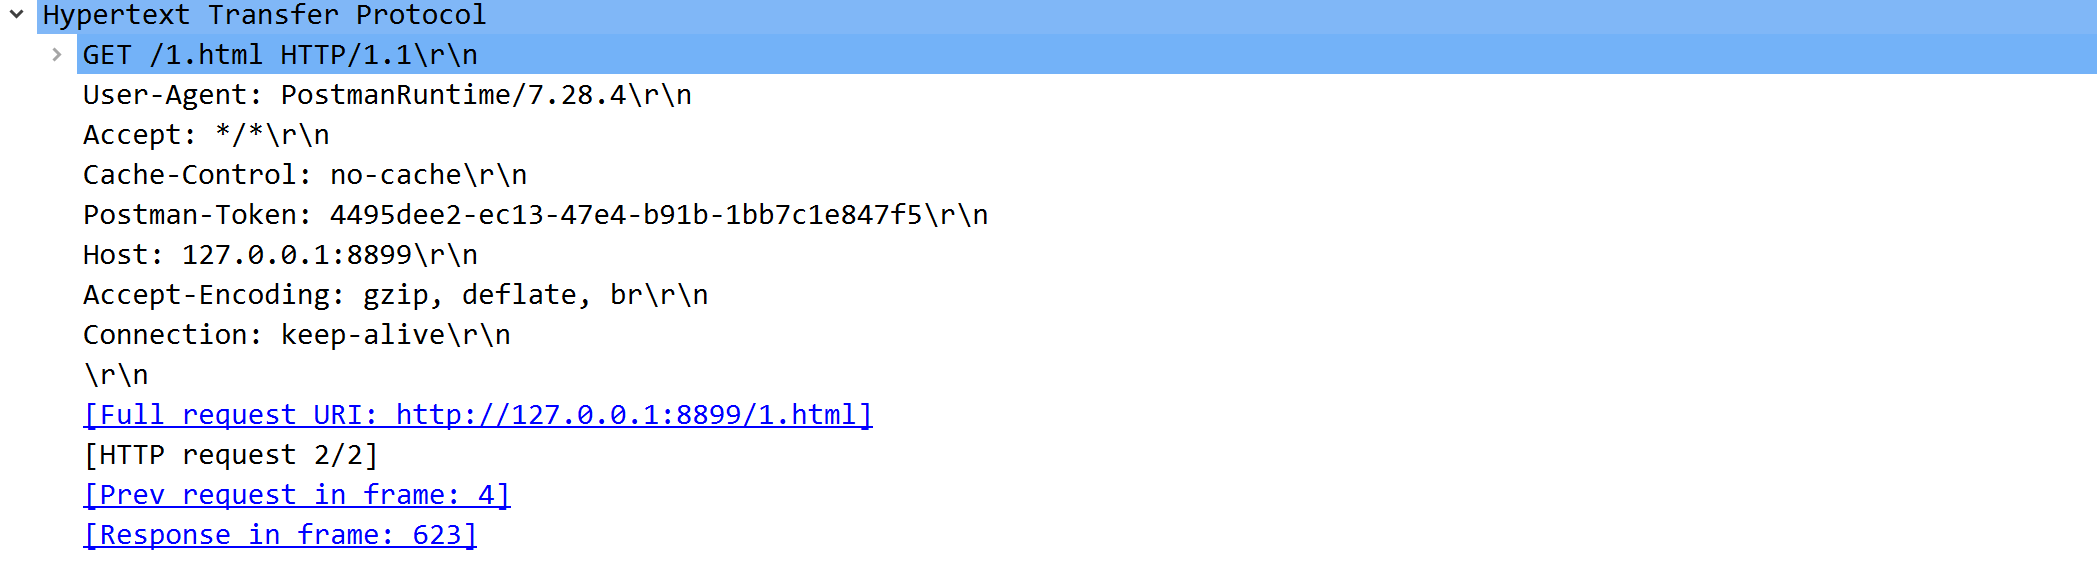 Hypertext Transfer Protocol
GET /1.html HTTP/1.1\r\n
User-Agent: PostmanRuntime/7.28.4\r\n
Accept: */*\r\n
Cache-Control: no-cache\r\n
Postman-Token: 4495dee2-ec13-47e4-b91b-1bb7c1e847f5\r\n
Host: 127.0.0.1:8899\r\n
Accept-Encoding: gzip, deflate, br\r\n
Connection: keep-alive\r\n
\r\n
[Full request URI: http://127.0.0.1:8899/1.html]
[HTTP request 2/2]
[Prev request in frame: 4]
[Response in frame: 623]